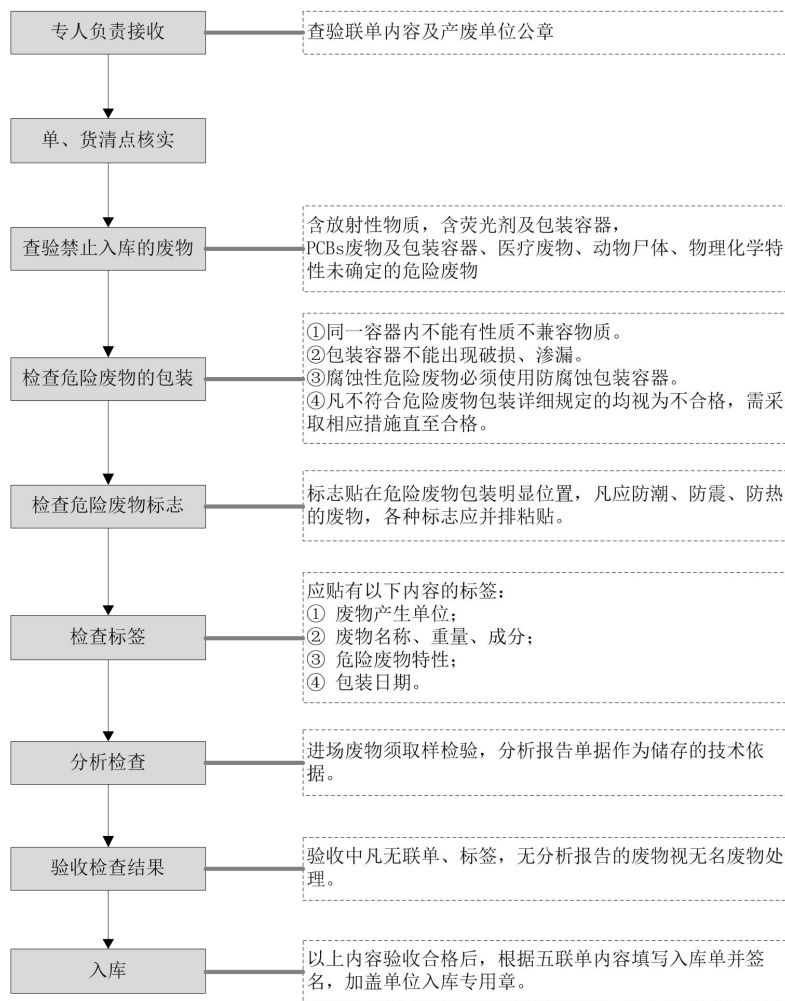 专人负责接收
查验联单内容及产废单位公章
单、货清点核实
查验禁止入库的废物
含放射性物质，含荧光剂及包装容器，
PCBs废物及包装容器、医疗废物、动物尸体、物理化学特
性未确定的危险废物
检查危险废物的包装
①同一容器内不能有性质不兼容物质。
②包装容器不能出现破损、渗漏。
③腐蚀性危险废物必须使用防腐蚀包装容器。
④凡不符合危险废物包装详细规定的均视为不合格，需采
取相应措施直至合格。
检查危险废物标志
标志贴在危险废物包装明显位置，凡应防潮、防震、防热
的废物，各种标志应并排粘贴。
检查标签
应贴有以下内容的标签：
① 废物产生单位；
② 废物名称、重量、成分；
③ 危险废物特性；
④ 包装日期。
分析检查
进场废物须取样检验，分析报告单据作为储存的技术依
据。
验收检查结果
验收中凡无联单、标签，无分析报告的废物视无名废物处
理。
入库
以上内容验收合格后，根据五联单内容填写入库单并签
名，加盖单位入库专用章。